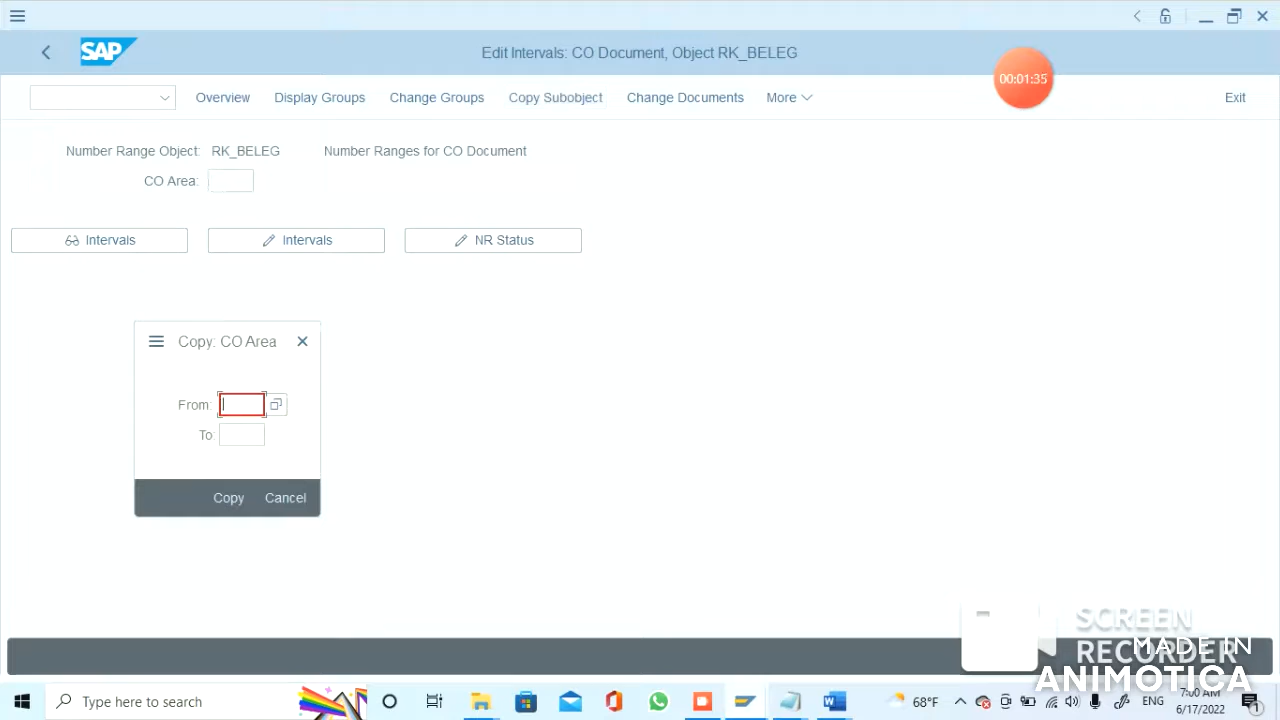 SAP
Edit Intervals: CO Document, Object RK_BELEG
00:01:35
Overview
Display Groups
Change Groups
Copy Subobject
Change Documents
More
Exit
Number Range Object: RK_BELEG
Number Ranges for CO Document
CO Area:
Intervals
Intervals
NR Status
Copy: CO Area
From:
To
Copy
Cancel
SCREEN
RECORDER
MADE IN
ANIMOTICA
Type here to search
68°F
ENG
7:00 AM
6/17/2022
1